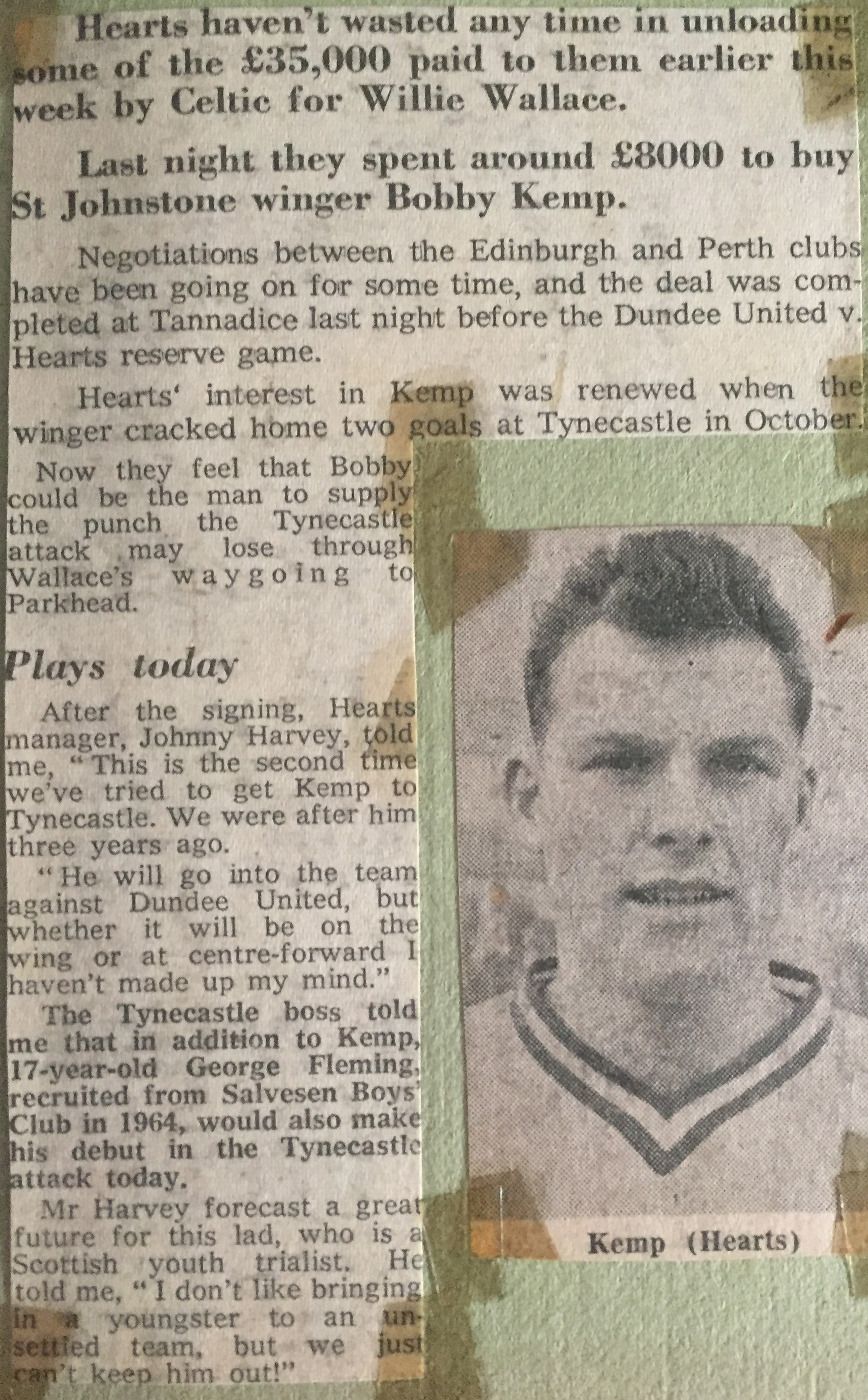 Hearts haven't wasted any time in unloading
some of the £35,000 paid to them earlier this
week by Celtic for Willie Wallace.
Last night they spent around £8000 to buy
St Johnstone winger Bobby Kemp.
Negotiations between the Edinburgh and Perth clubs
have been going on for some time, and the deal was com-
pleted at Tannadice last night before the Dundee United v.
Hearts reserve game.
Hearts‘ interest in Kemp was renewed when the
winger cracked home two goals at Tynecastle in October.
Now they feel that Bobby
could be the man to supply
the punch the Tynecastle
attack may lose through
Wallace's waygoing to
Parkhead.
Plays today
After the signing, Hearts
manager, Johnny Harvey, told
me, “This is the second time
we've tried to get Kemp to
Tynecastle. We were after him
three years ago.
“He will go into the team
against Dundee United, but
whether it will be on the
wing or at centre-forward I
haven't made up my mind.”
The Tynecastle boss told
me that in addition to Kemp,
17-year-old George Fleming,
recruited from Salvesen Boys'
Club in 1964, would also make
his debut in the Tynecastle
attack today.
Mr Harvey forecast a great
future for this lad, who is a
Scottish youth trialist. He
told me, “I don't like bringing
in a youngster to an un-
settled team, but we just
can't keep him out!”
Kemp (Hearts)